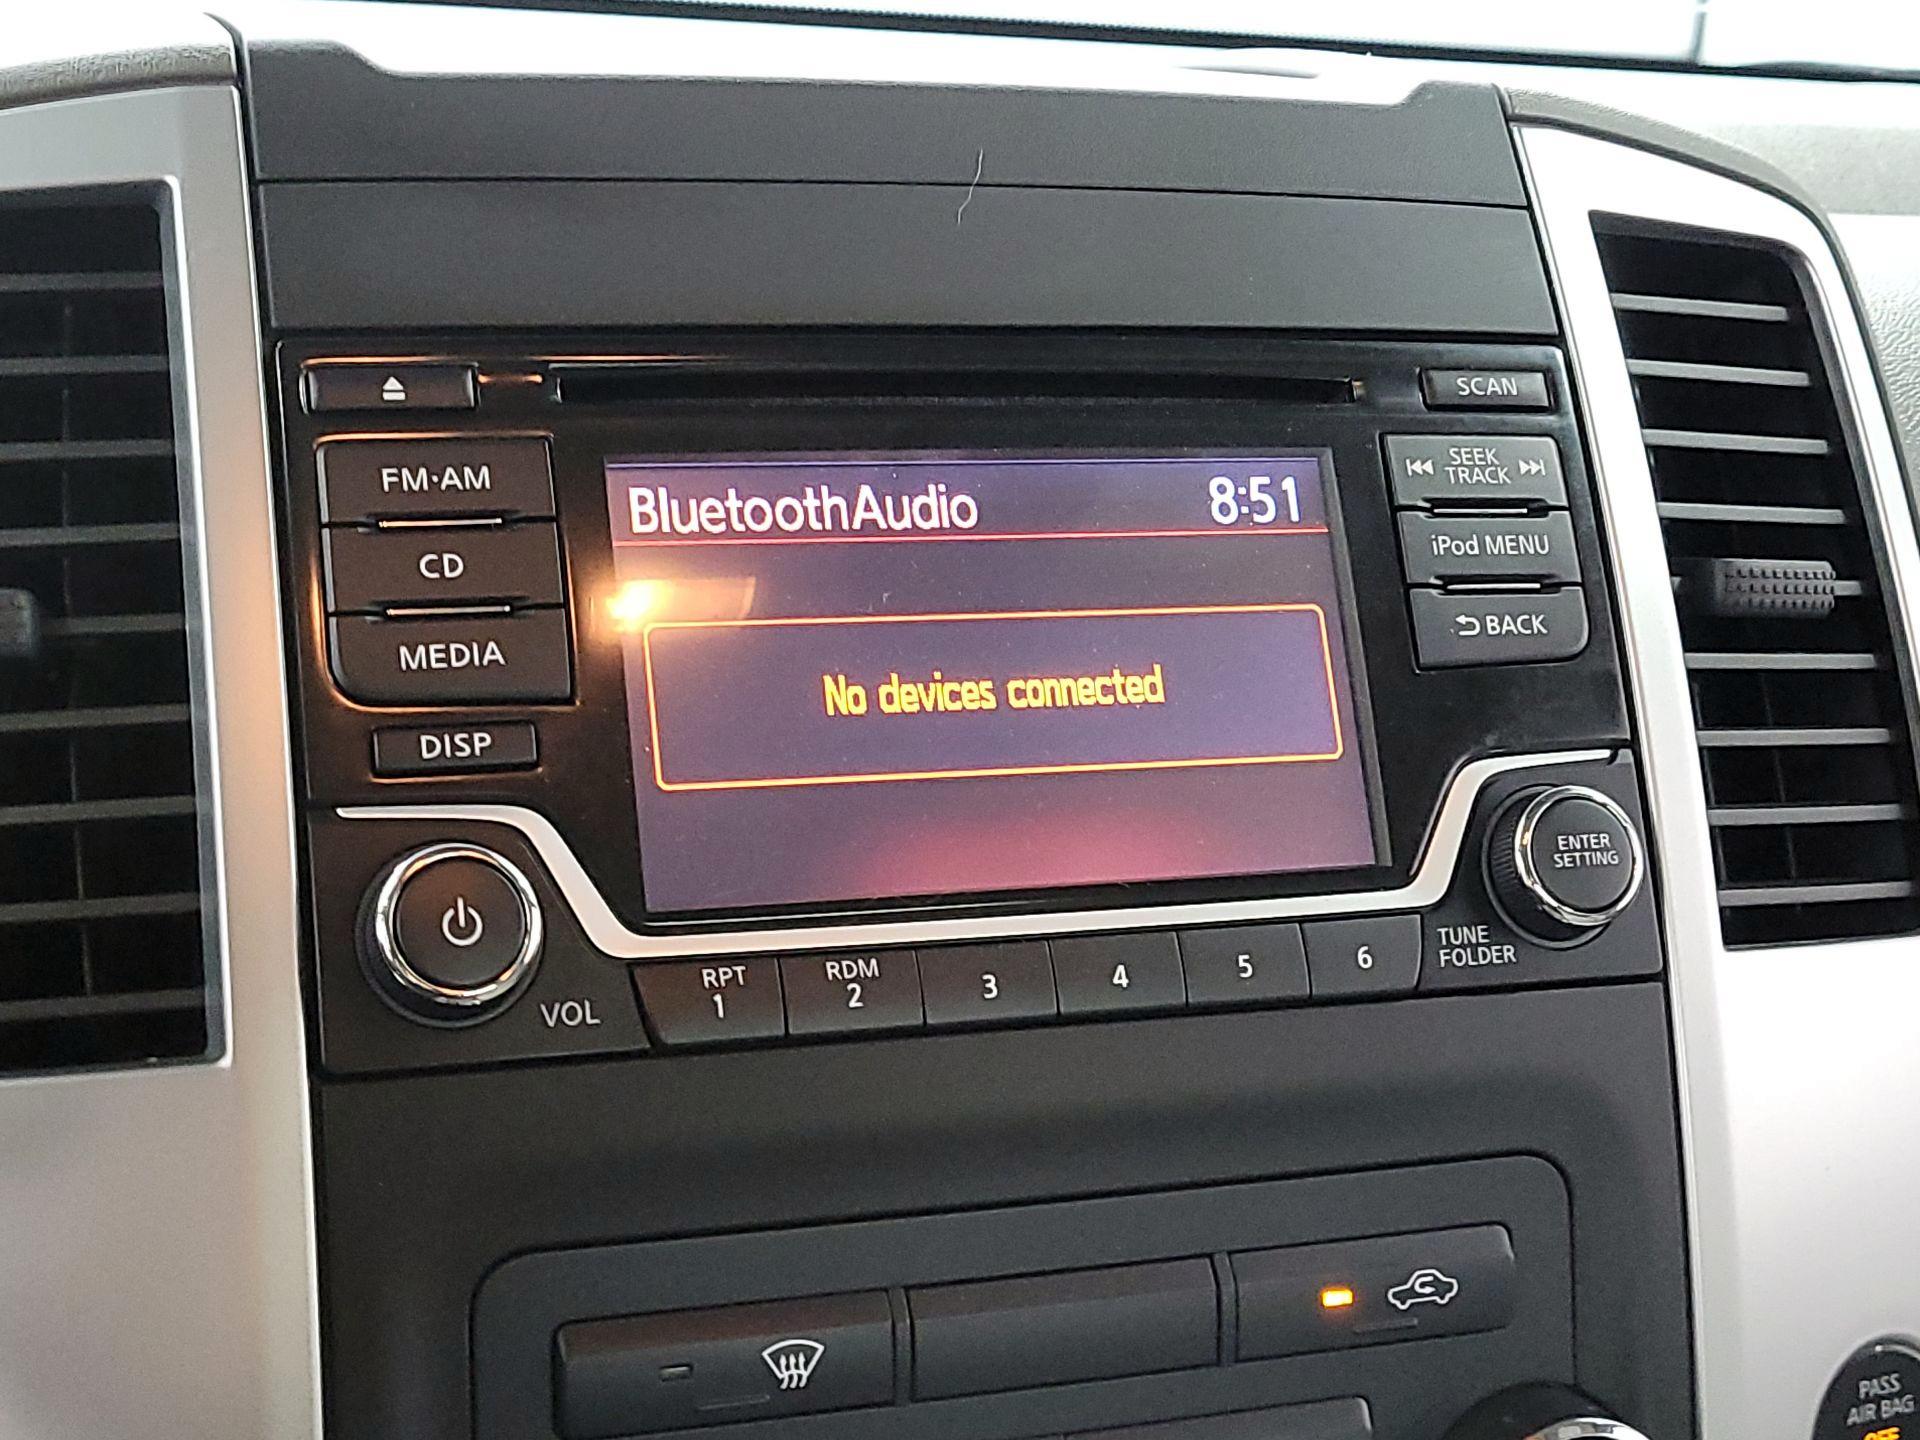 SCAN
FM·AM
SEEK
TRACK
BluetoothAudio 8:51
CD
iPod MENU
MEDIA
BACK
No devices connected
DISP
ENTER
SETTING
VOL
RPT
1
RDM
2
3
4
5
6
TUNE
FOLDER
PASS
AIR BAG
OFF